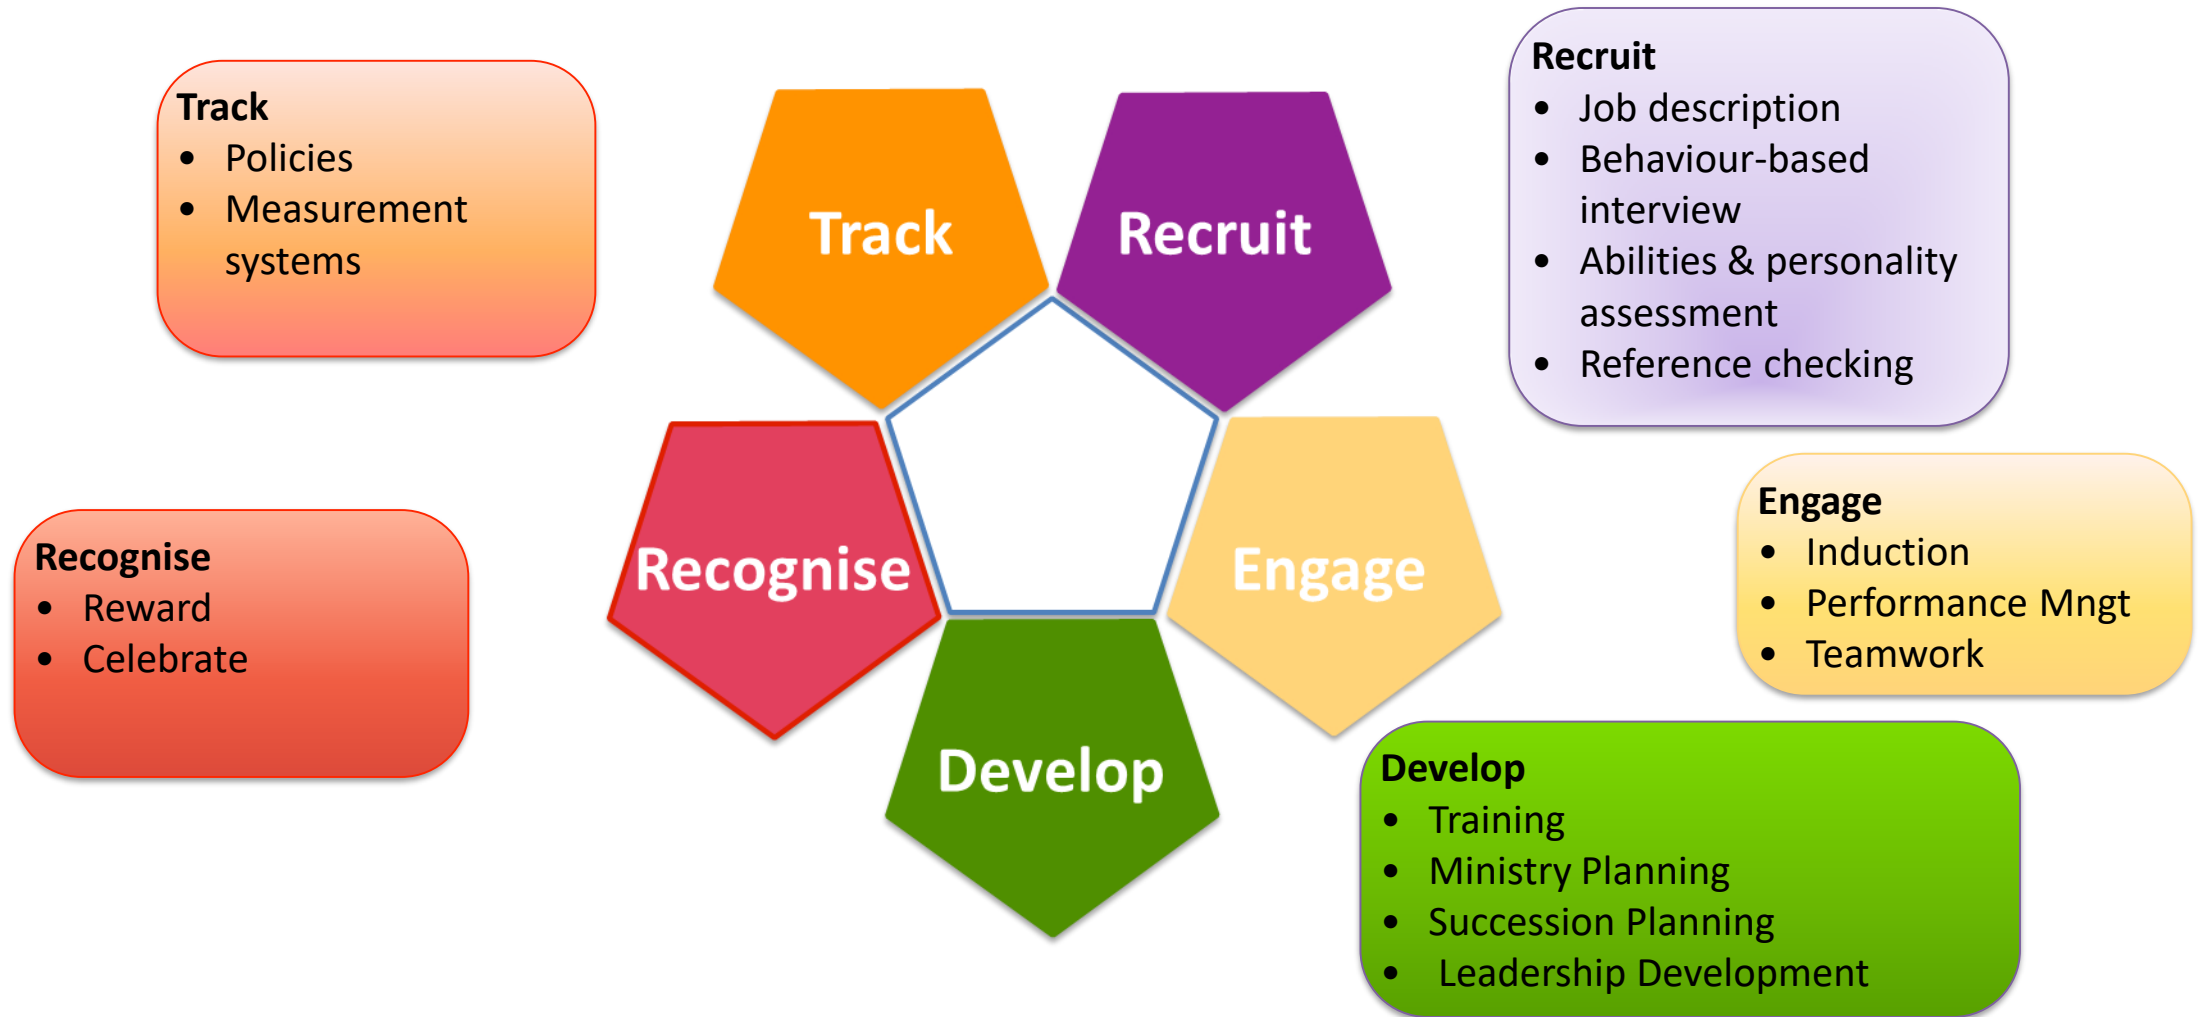 Track
• Policies
• Measurement
systems
Track
Recruit
Recruit
• Job description
• Behaviour-based
interview
• Abilities & personality
assessment
• Reference checking
Recognise
• Reward
• Celebrate
Recognise
Engage
Engage
• Induction
• Performance Mngt
• Teamwork
Develop
Develop
• Training
• Ministry Planning
• Succession Planning
• Leadership Development